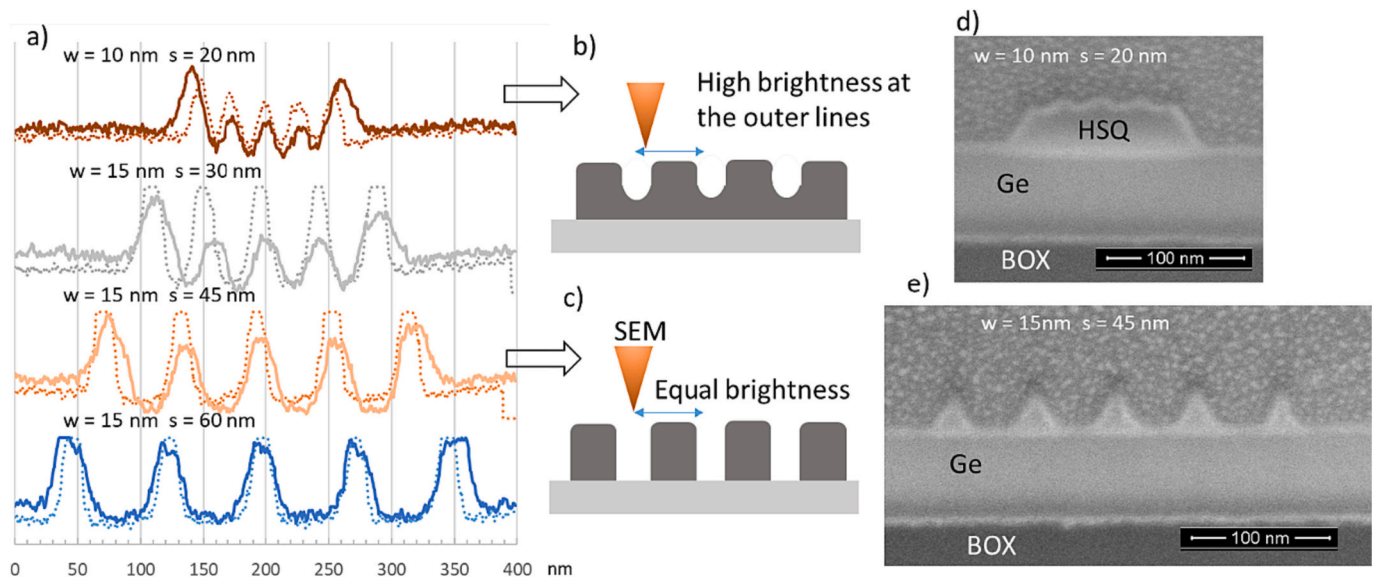 a)
w = 10 nm s = 20 nm
w = 15 nm s = 30 nm
w = 15 nm s = 45 nm
w = 15 nm s = 60 nm
0 50 100 150 200 250 300 350 400 nm
b)
High brightness at
the outer lines
c)
SEM
Equal brightness
d)
w = 10 nm s = 20 nm
HSQ
Ge
BOX
100 nm
e)
w = 15nm s = 45 nm
Ge
BOX
100 nm